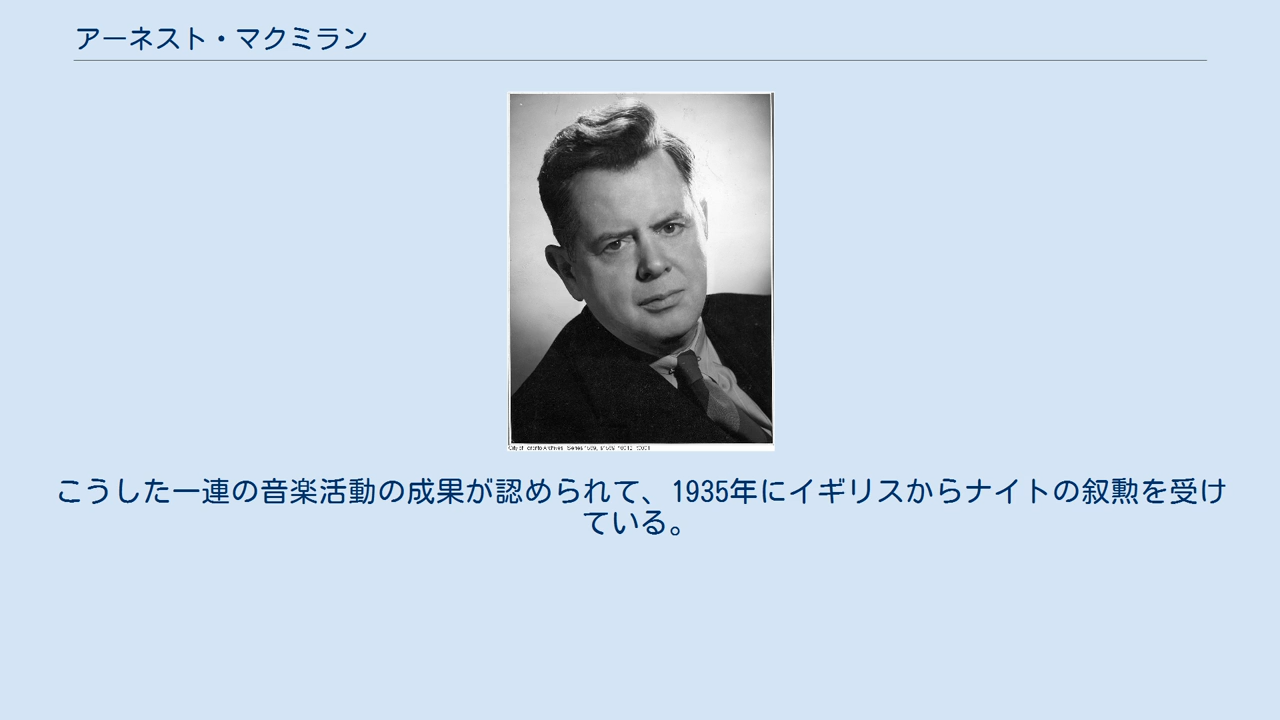 アーネスト・マクミラン
こうした一連の音楽活動の成果が認められて、1935年にイギリスからナイトの叙勲を受け
ている。